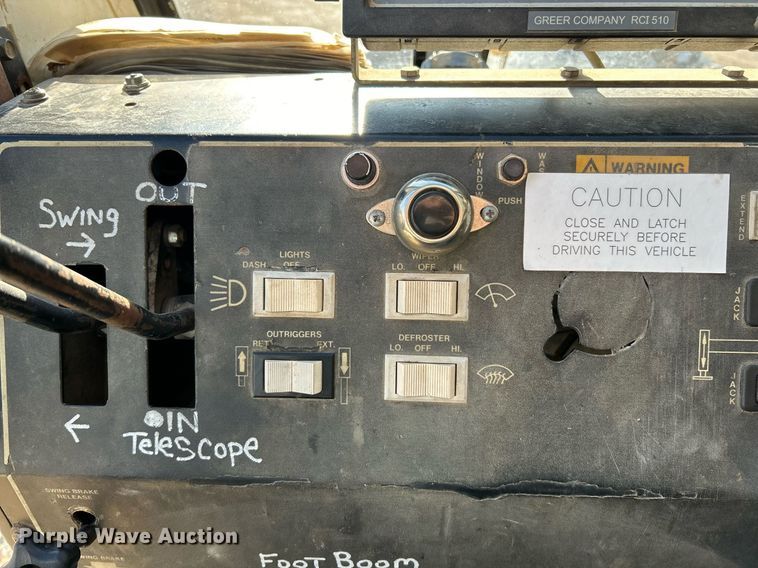 GREER COMPANY RCI 510
WARNING
OUT
SWING
WINDOW
PUSH
CAUTION
CLOSE AND LATCH
SECURELY BEFORE
DRIVING THIS VEHICLE
EXTEND
LIGHTS
DASH OFF
WIPER
LO. OFF HI.
OUTRIGGERS
RET. EXT.
DEFROSTER
LO. OFF HI.
JACK
JACK
IN
TeleScope
SWING BRAKE
RELEASE
SWING BRAKE
Purple Wave Auction
FOOT BOOM